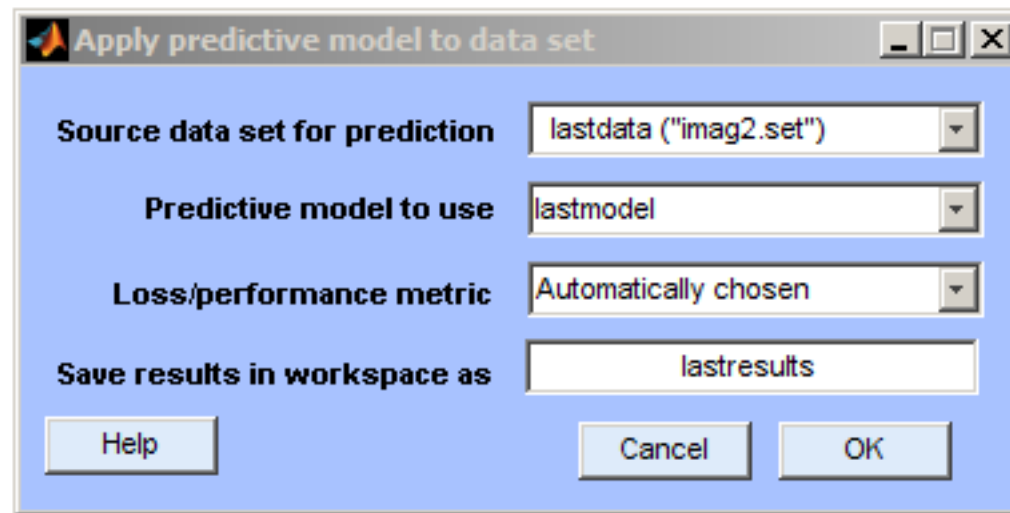 Apply predictive model to data set
Source data set for prediction lastdata ("imag2.set")
Predictive model to use lastmodel
Loss/performance metric Automatically chosen
Save results in workspace as lastresults
Help Cancel OK